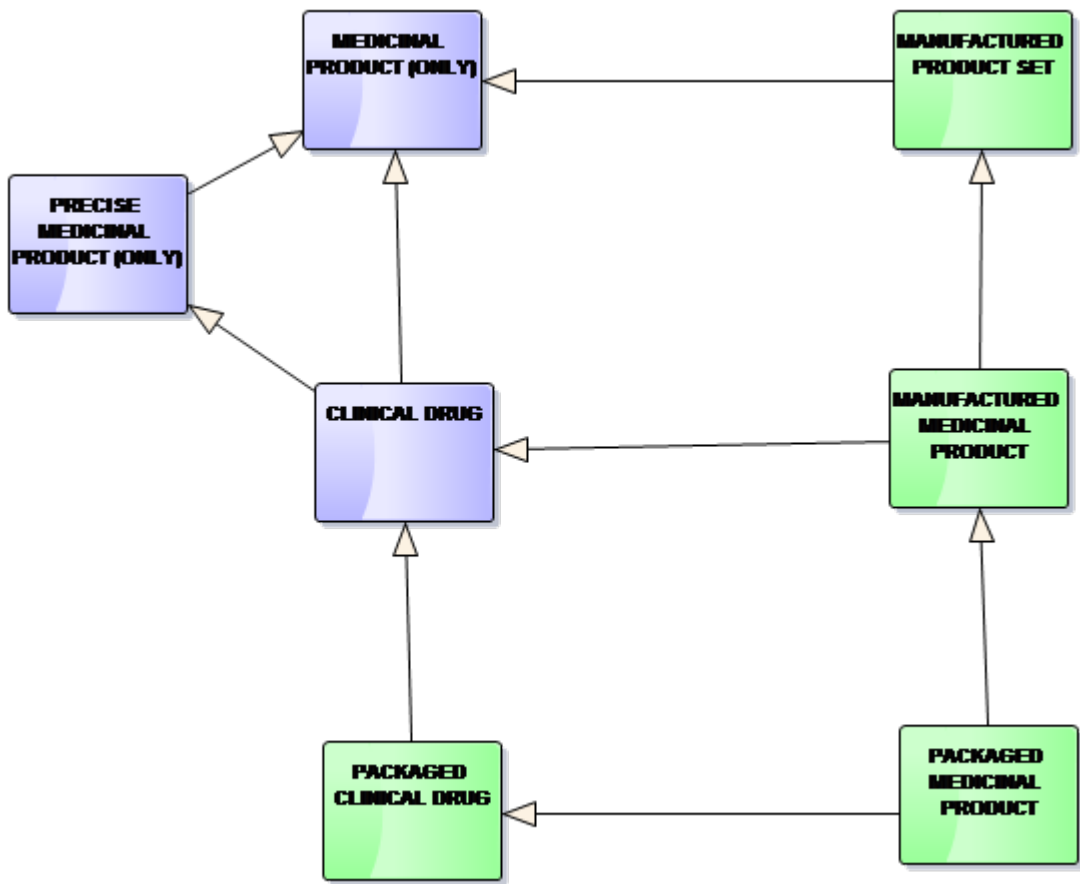 MEDICINAL
PRODUCT (ONLY)
MANUFACTURED
PRODUCT SET
PRECISE
MEDICINAL
PRODUCT (ONLY)
CLINICAL DRUG
MANUFACTURED
MEDICINAL
PRODUCT
PACKAGED
CLINICAL DRUG
PACKAGED
MEDICINAL
PRODUCT